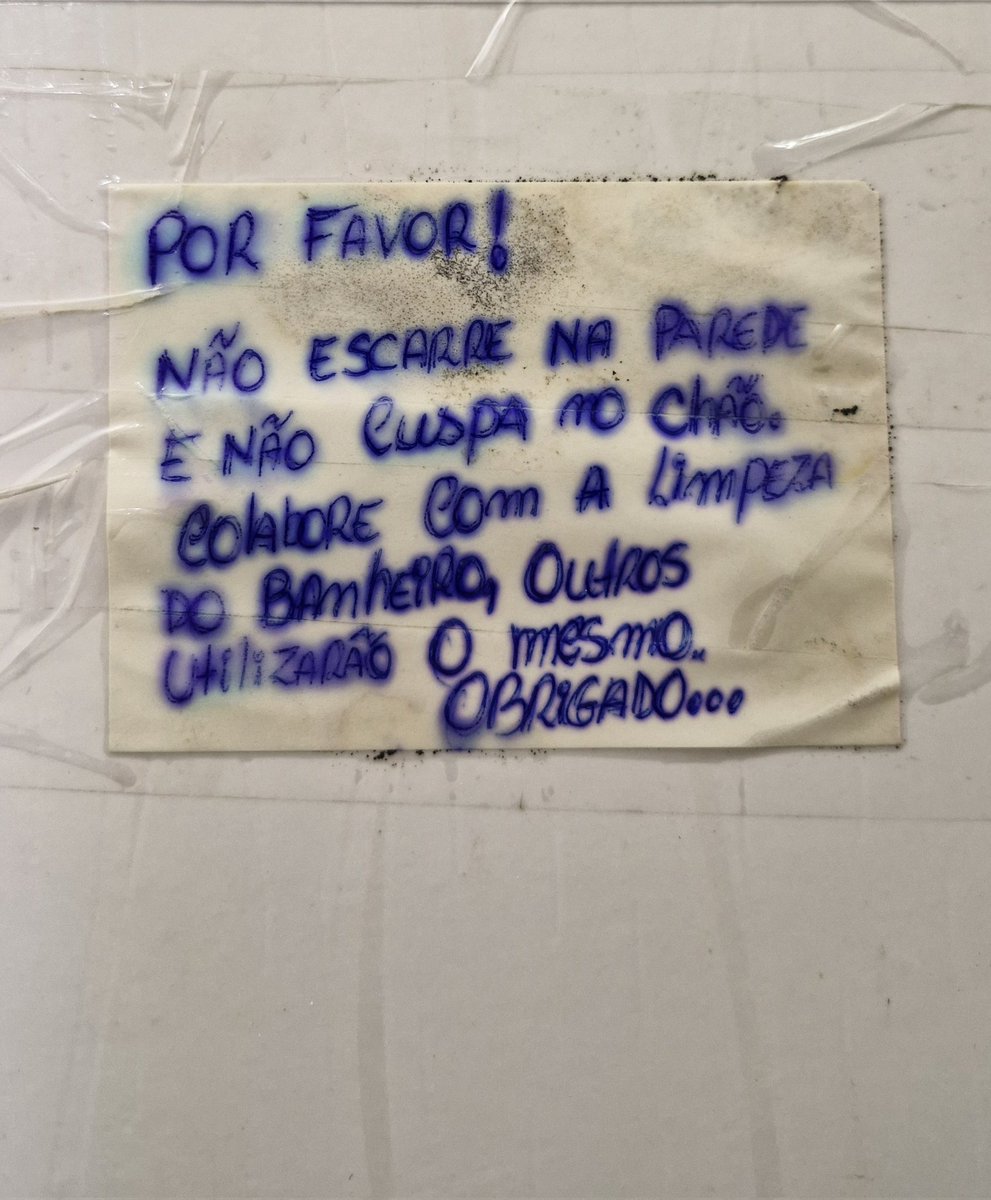 POR FAVOR!
NÃO ESCARRE NA PAREDE
E NÃO CUSPA NO CHÃO.
COLABORE COM A LIMPEZA
DO BANHEIRO, OUTROS
UTILIZARÃO O MESMO..
OBRIGADO...